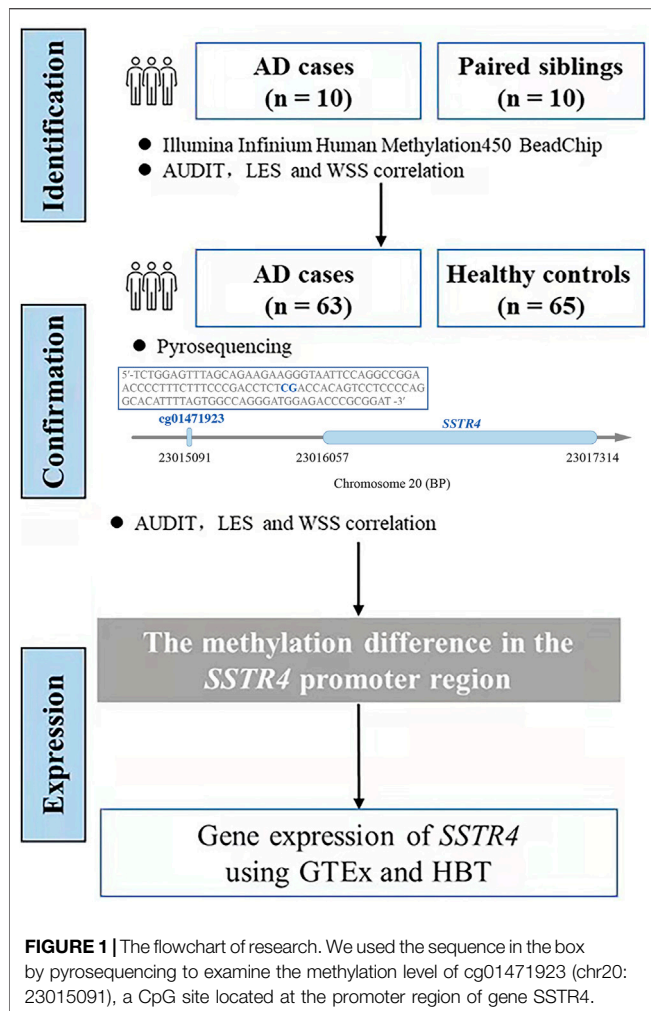 Identification
AD cases
(n = 10)
Paired siblings
(n = 10)
● Illumina Infinium Human Methylation450 BeadChip
● AUDIT，LES and WSS correlation
Confirmation
AD cases
(n = 63)
Healthy controls
(n = 65)
● Pyrosequencing
5'-TCTGGAGTTTAGCAGAAGAAGGGTAATTCCAGGCCGGA
ACCCCTTTCTTTCCCGACCTCTCGACCACAGTCCTCCCCAG
GCACATTTTAGTGGCCAGGGATGGAGACCCGCGGAT -3'
cg01471923
SSTR4
23015091
23016057
23017314
Chromosome 20 (BP)
● AUDIT，LES and WSS correlation
Expression
The methylation difference in the
SSTR4 promoter region
Gene expression of SSTR4
using GTEx and HBT
FIGURE 1 | The flowchart of research. We used the sequence in the box
by pyrosequencing to examine the methylation level of cg01471923 (chr20:
23015091), a CpG site located at the promoter region of gene SSTR4.